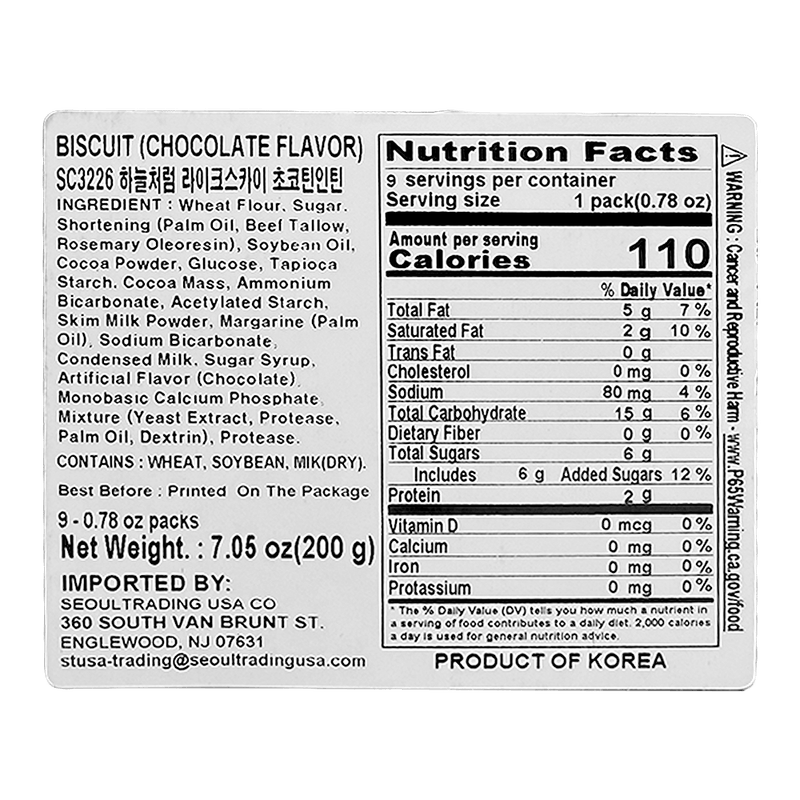 BISCUIT (CHOCOLATE FLAVOR)
SC3226 하늘처럼 라이크스카이 초코틴인틴
INGREDIENT : Wheat Flour, Sugar,
Shortening (Palm Oil, Beef Tallow,
Rosemary Oleoresin), Soybean Oil,
Cocoa Powder, Glucose, Tapioca
Starch, Cocoa Mass, Ammonium
Bicarbonate, Acetylated Starch,
Skim Milk Powder, Margarine (Palm
Oil), Sodium Bicarbonate,
Condensed Milk, Sugar Syrup,
Artificial Flavor (Chocolate),
Monobasic Calcium Phosphate,
Mixture (Yeast Extract, Protease,
Palm Oil, Dextrin), Protease.
CONTAINS : WHEAT, SOYBEAN, MIK(DRY).
Best Before : Printed On The Package
9 - 0.78 oz packs
Net Weight. : 7.05 oz(200 g)
IMPORTED BY:
SEOULTRADING USA CO
360 SOUTH VAN BRUNT ST.
ENGLEWOOD, NJ 07631
stusa-trading@seoultradingusa.com
Nutrition Facts
9 servings per container
Serving size 1 pack(0.78 oz)
Amount per serving
Calories 110
% Daily Value*
Total Fat 5 g 7 %
Saturated Fat 2 g 10 %
Trans Fat 0 g
Cholesterol 0 mg 0 %
Sodium 80 mg 4 %
Total Carbohydrate 15 g 6 %
Dietary Fiber 0 g 0 %
Total Sugars 6 g
Includes 6 g Added Sugars 12 %
Protein 2 g
Vitamin D 0 mcg 0 %
Calcium 0 mg 0 %
Iron 0 mg 0 %
Protassium 0 mg 0 %
* The % Daily Value (DV) tells you how much a nutrient in
a serving of food contributes to a daily diet. 2,000 calories
a day is used for general nutrition advice.
PRODUCT OF KOREA
⚠ WARNING : Cancer and Reproductive Harm - www.P65Warning.ca.gov/food